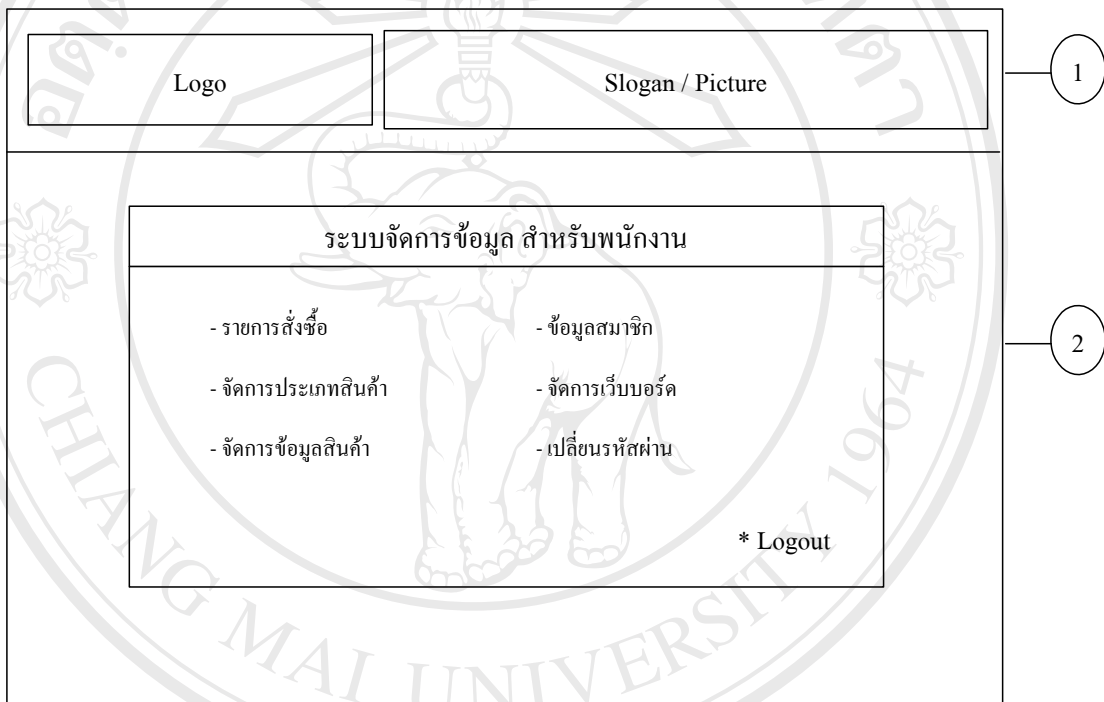 Logo
Slogan / Picture
1
ระบบจัดการข้อมูล สำหรับพนักงาน
- รายการสั่งซื้อ
- ข้อมูลสมาชิก
2
- จัดการประเภทสินค้า
- จัดการเว็บบอร์ด
- จัดการข้อมูลสินค้า
- เปลี่ยนรหัสผ่าน
* Logout
CHIANG MAI UNIVERSITY 1964